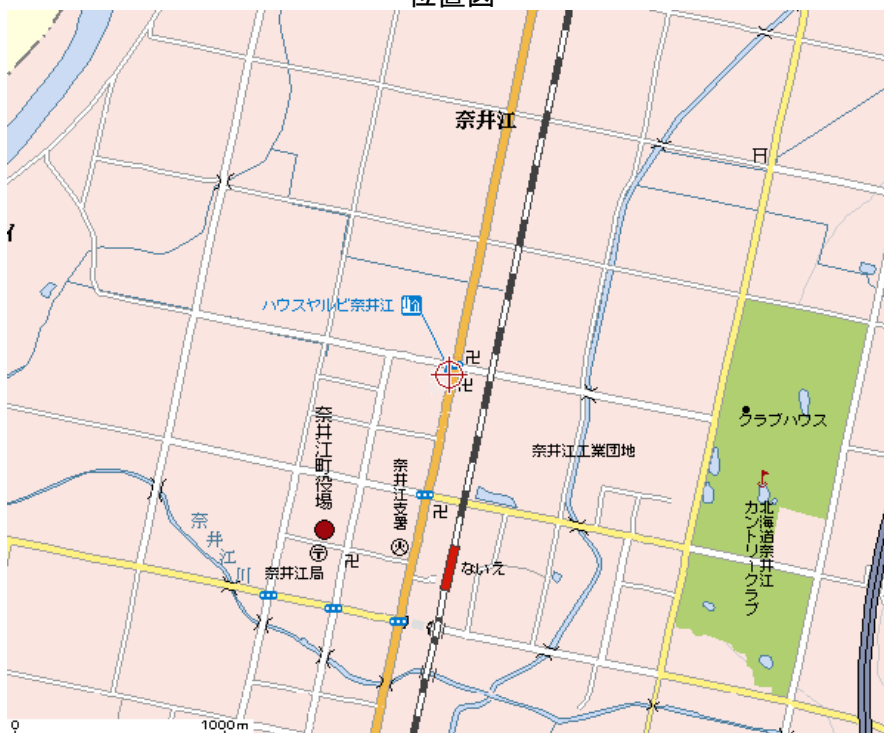 位置図
奈井江
ハウスヤルビ奈井江
クラブハウス
奈井江町役場
奈井江支署
奈井江工業団地
北海道奈井江
カントリークラブ
奈井江川
奈井江局
ないえ
0 1000m